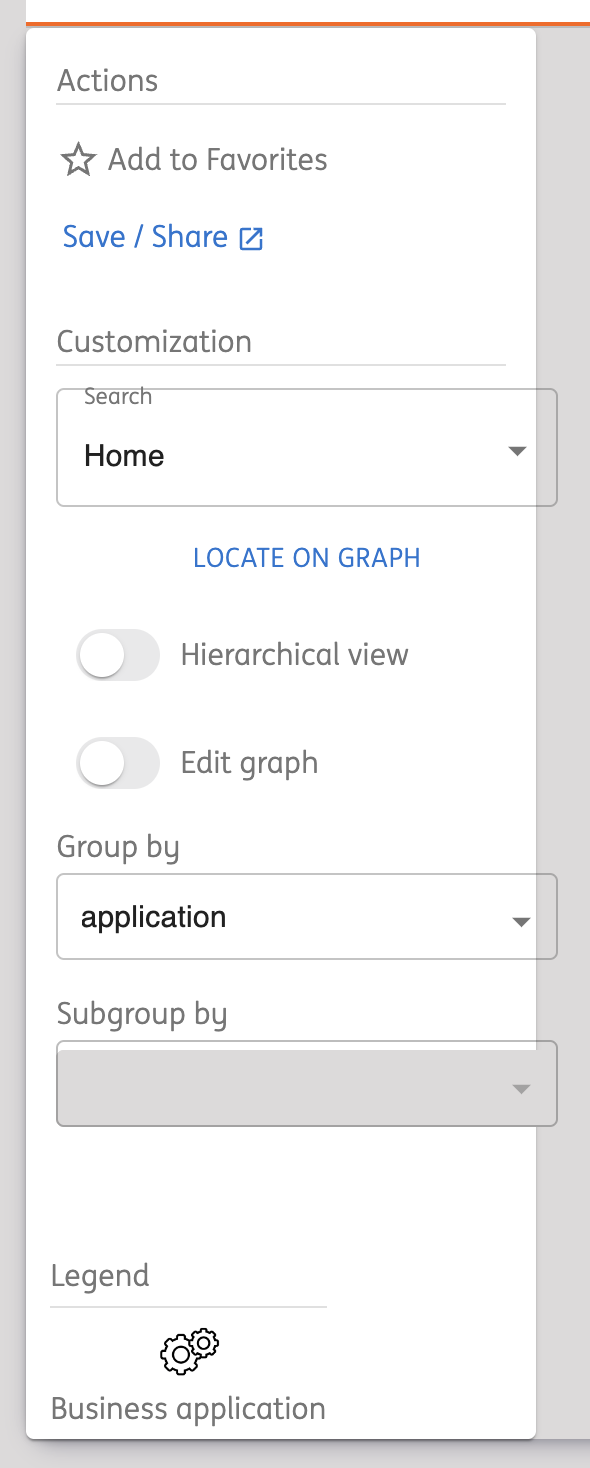 Actions
Add to Favorites
Save / Share
Customization
Search
Home
LOCATE ON GRAPH
Hierarchical view
Edit graph
Group by
application
Subgroup by
Legend
Business application